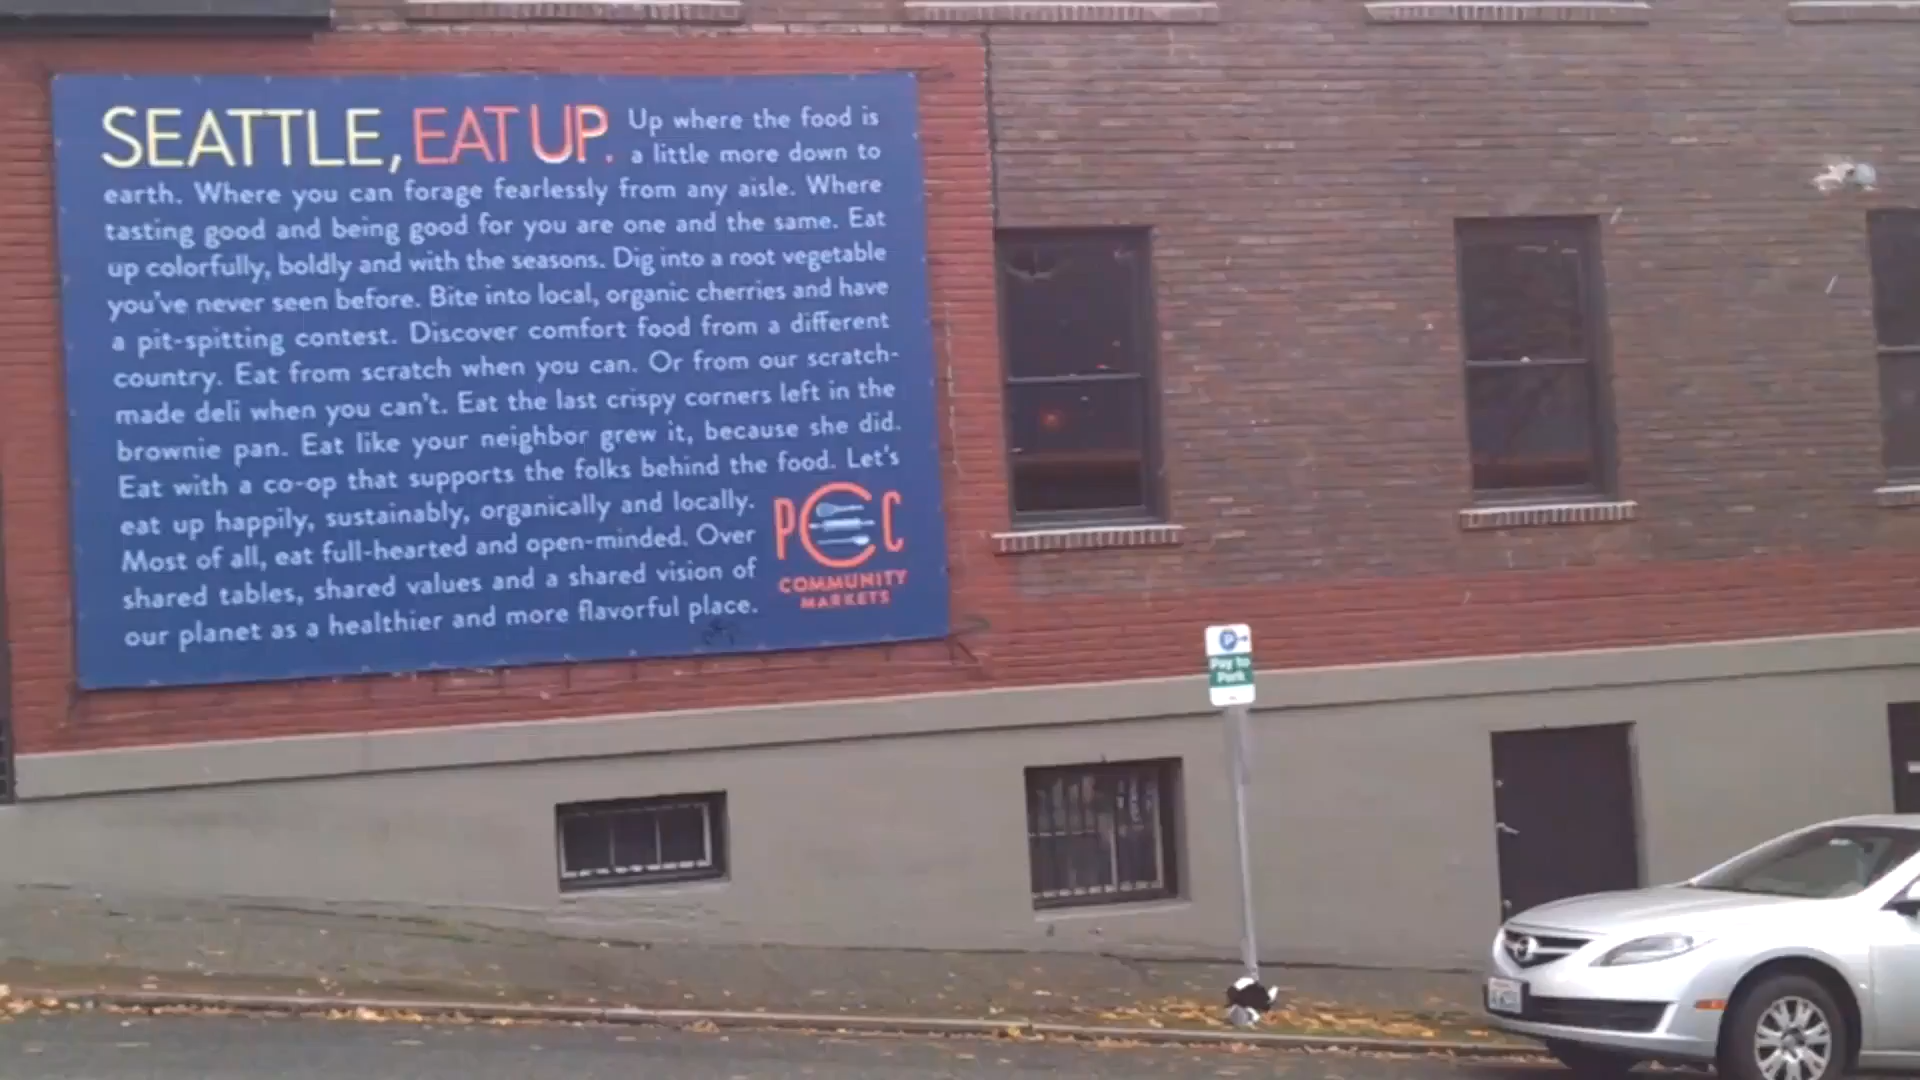 SEATTLE, EAT UP. Up where the food is
a little more down to
earth. Where you can forage fearlessly from any aisle. Where
tasting good and being good for you are one and the same. Eat
up colorfully, boldly and with the seasons. Dig into a root vegetable
you've never seen before. Bite into local, organic cherries and have
a pit-spitting contest. Discover comfort food from a different
country. Eat from scratch when you can. Or from our scratch-
made deli when you can't. Eat the last crispy corners left in the
brownie pan. Eat like your neighbor grew it, because she did.
Eat with a co-op that supports the folks behind the food. Let's
eat up happily, sustainably, organically and locally.
Most of all, eat full-hearted and open-minded. Over
shared tables, shared values and a shared vision of
our planet as a healthier and more flavorful place.
PCC
COMMUNITY
MARKETS
P
Pay to
Park